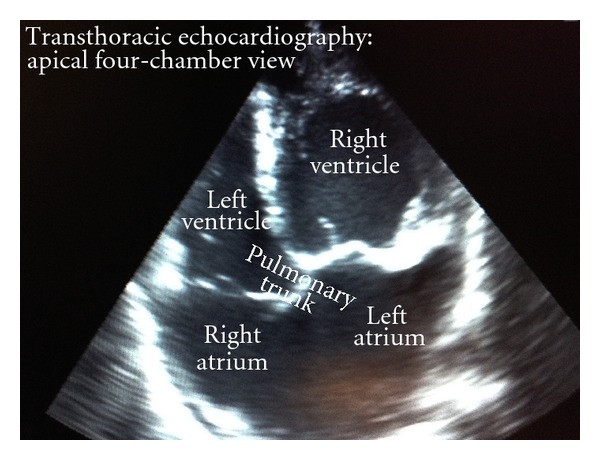 Transthoracic echocardiography:
apical four-chamber view
Right
ventricle
Left
ventricle
Pulmonary
trunk
Left
atrium
Right
atrium